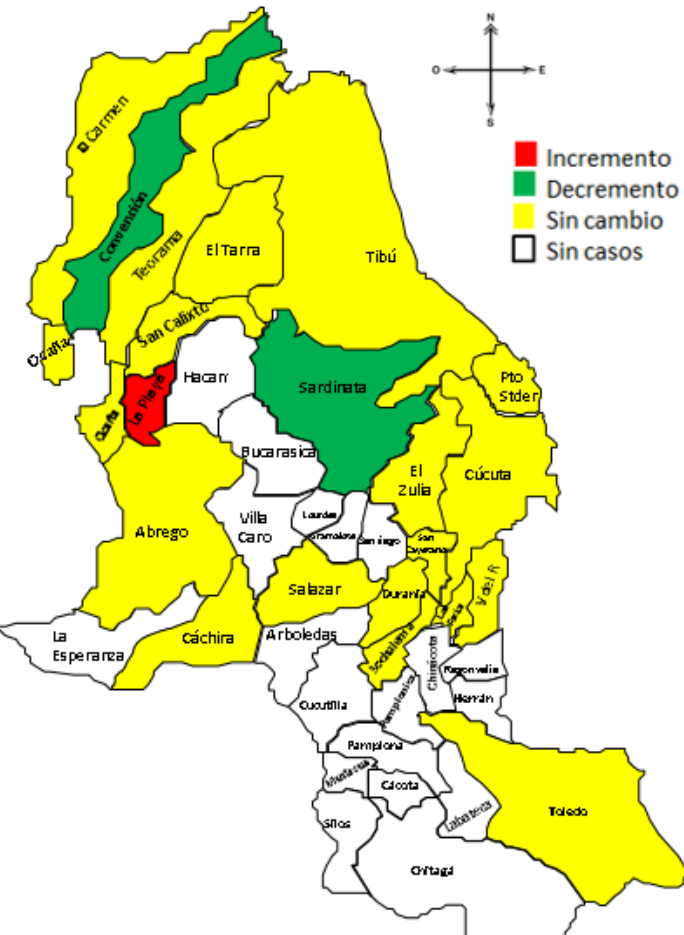 N
O
E
S
Incremento
Decremento
Sin cambio
Sin casos
Carmen
Convención
Teorama
El Tarra
Tibú
Ocaña
San Calixto
Hacarí
La Playa
Ocaña
Sardinata
Pto
Stder
Bucarasica
El
Zulia
Cúcuta
Abrego
Villa
Caro
Lourdes
Gramalote
Santiago
San
Cayetano
Salazar
Durania
V del R
La
Esperanza
Cáchira
Arboledas
Bochalema
Chinácota
Ragonvalia
Herrán
Cucutilla
Pamplonita
Pamplona
Mutiscua
Cácota
Labateca
Toledo
Silos
Chitagá